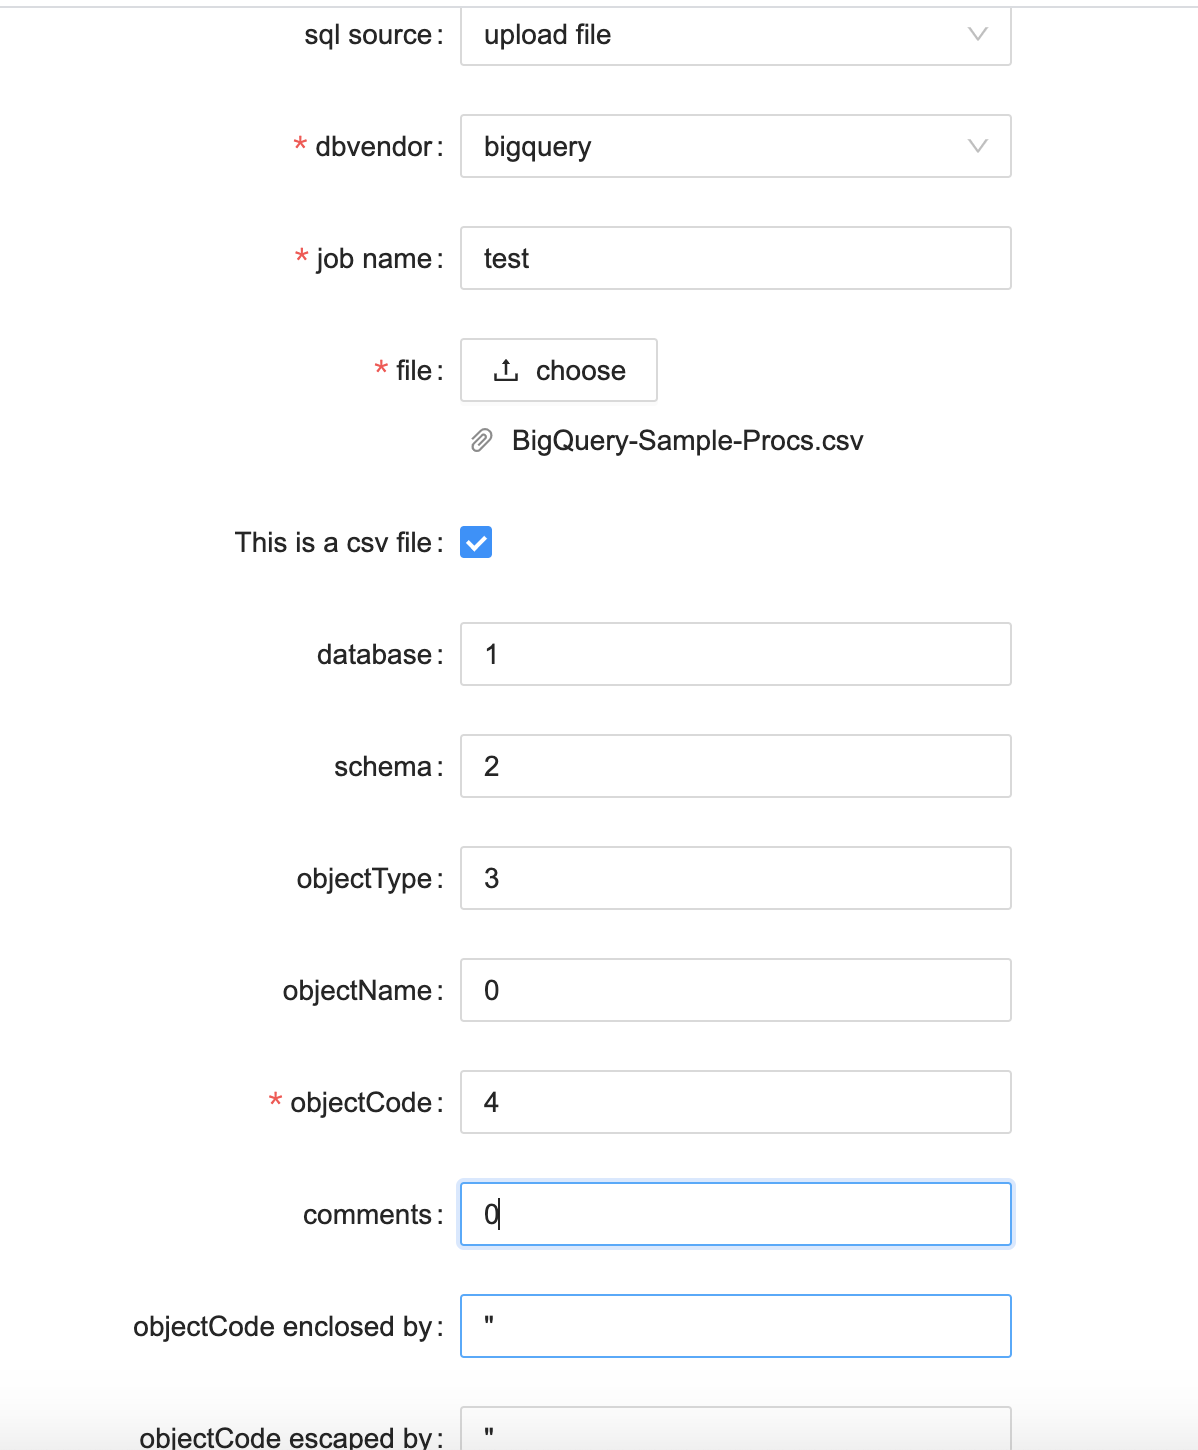 sql source: upload file
* dbvendor: bigquery
* job name: test
* file: choose
BigQuery-Sample-Procs.csv
This is a csv file:
database: 1
schema: 2
objectType: 3
objectName: 0
* objectCode: 4
comments: 0
objectCode enclosed by: "
objectCode escaped by: "